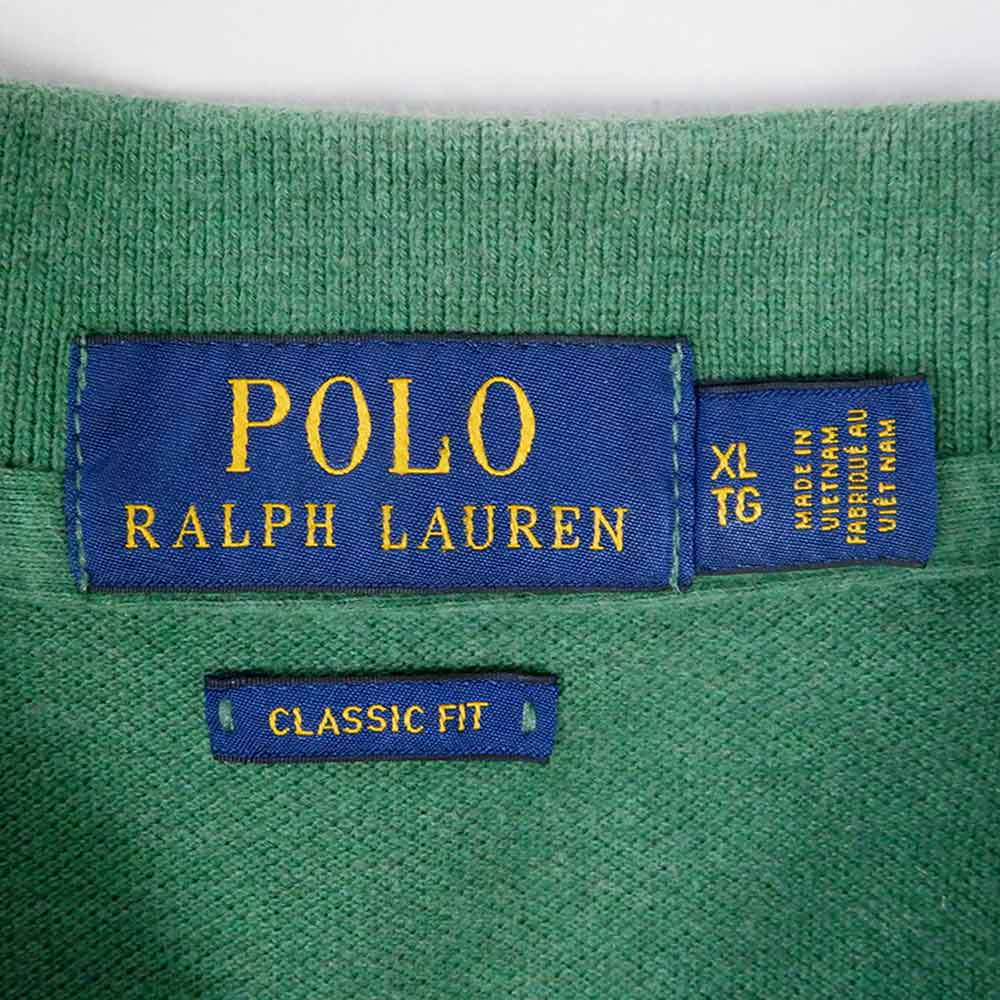 POLO
RALPH LAUREN
XL
TG
MADE IN
VIETNAM
FABRIQUÉ AU
VIÊT NAM
CLASSIC FIT